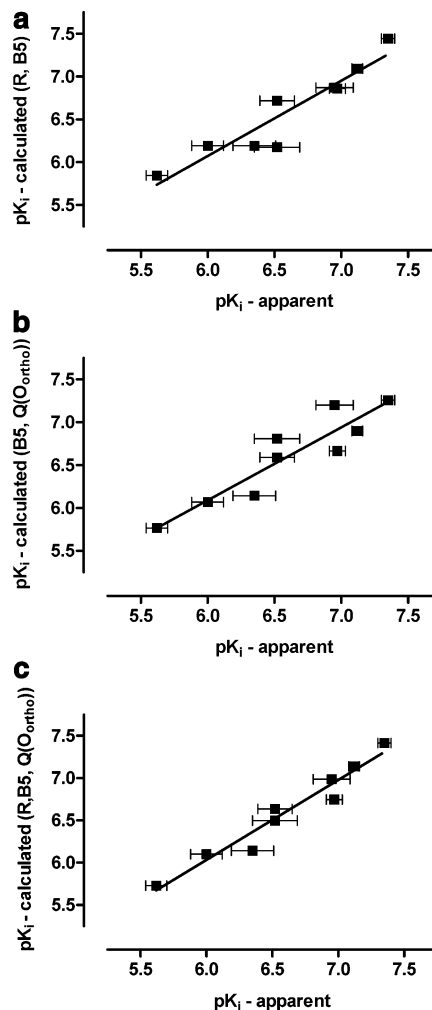 a
pKi - calculated (R, B5)
7.5
7.0
6.5
6.0
5.5
5.5 6.0 6.5 7.0 7.5
pKi - apparent
b
pKi - calculated (B5, Q(Oortho))
7.5
7.0
6.5
6.0
5.5
5.5 6.0 6.5 7.0 7.5
pKi - apparent
c
pKi - calculated (R,B5, Q(Oortho))
7.5
7.0
6.5
6.0
5.5
5.5 6.0 6.5 7.0 7.5
pKi - apparent